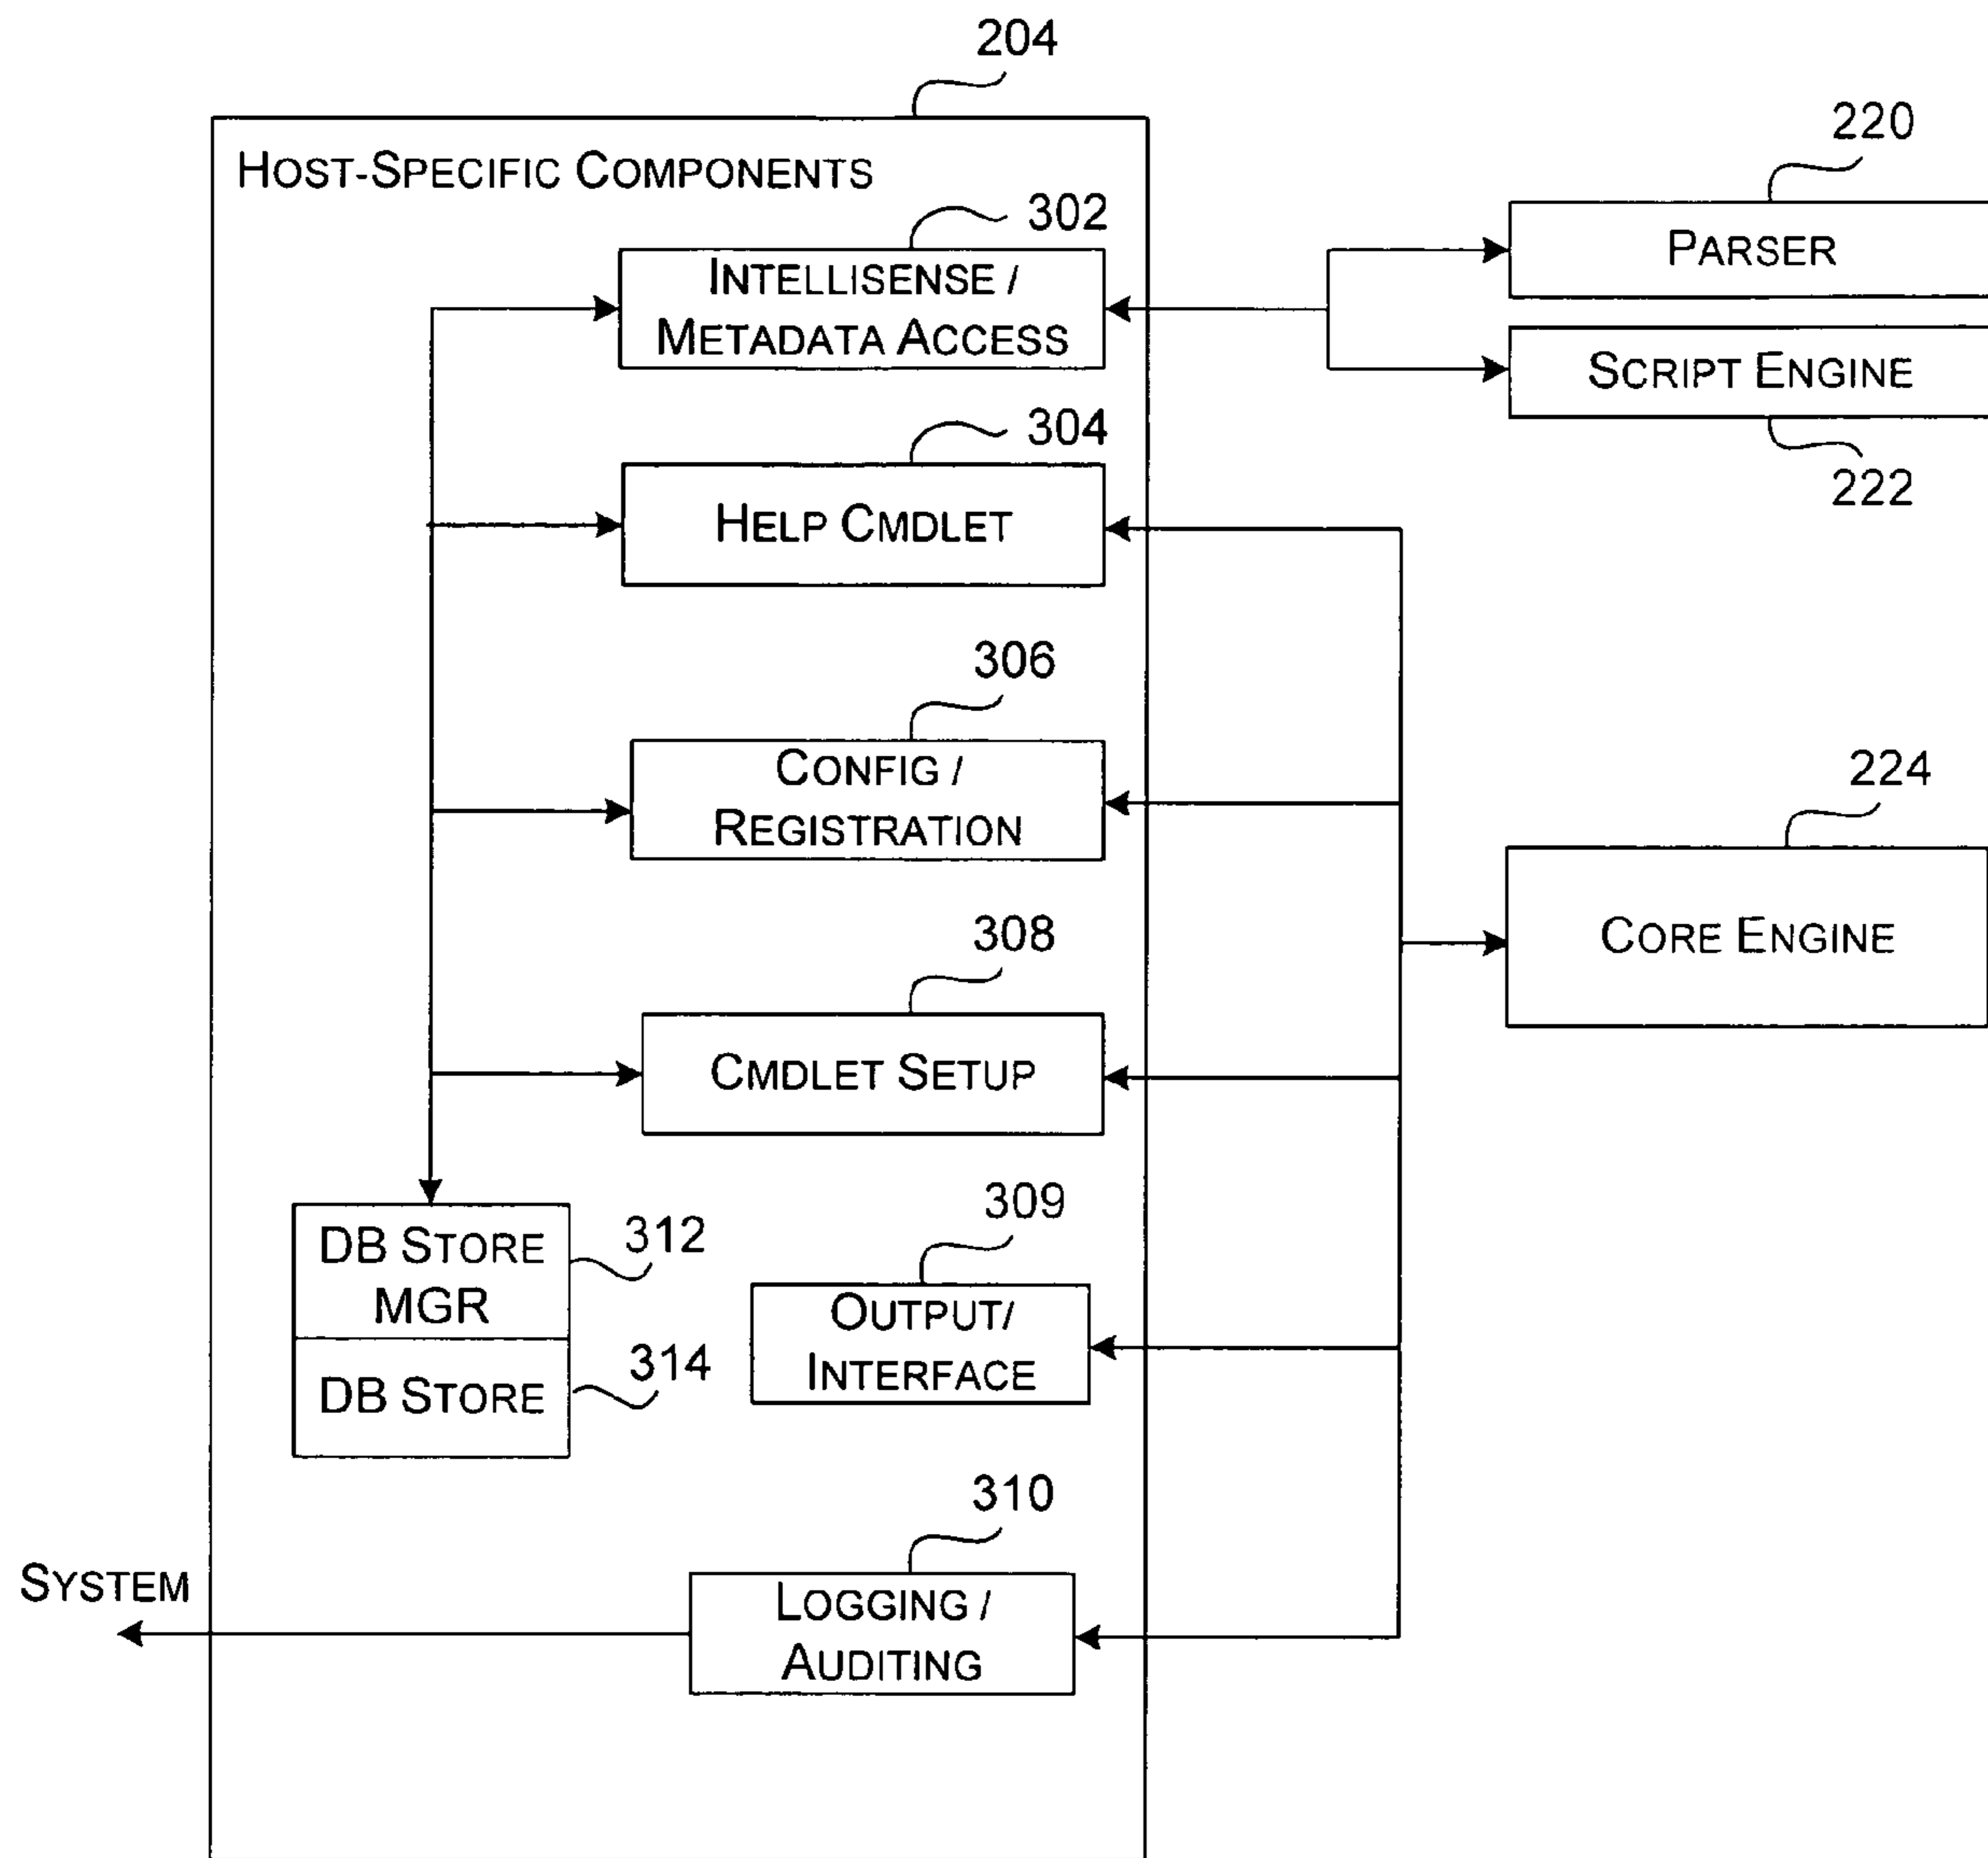 204
HOST-SPECIFIC COMPONENTS
220
PARSER
302
INTELLISENSE /
METADATA ACCESS
SCRIPT ENGINE
222
304
HELP CMDLET
306
CONFIG /
REGISTRATION
224
CORE ENGINE
308
CMDLET SETUP
DB STORE
MGR
312
DB STORE
314
309
OUTPUT/
INTERFACE
310
LOGGING /
AUDITING
SYSTEM